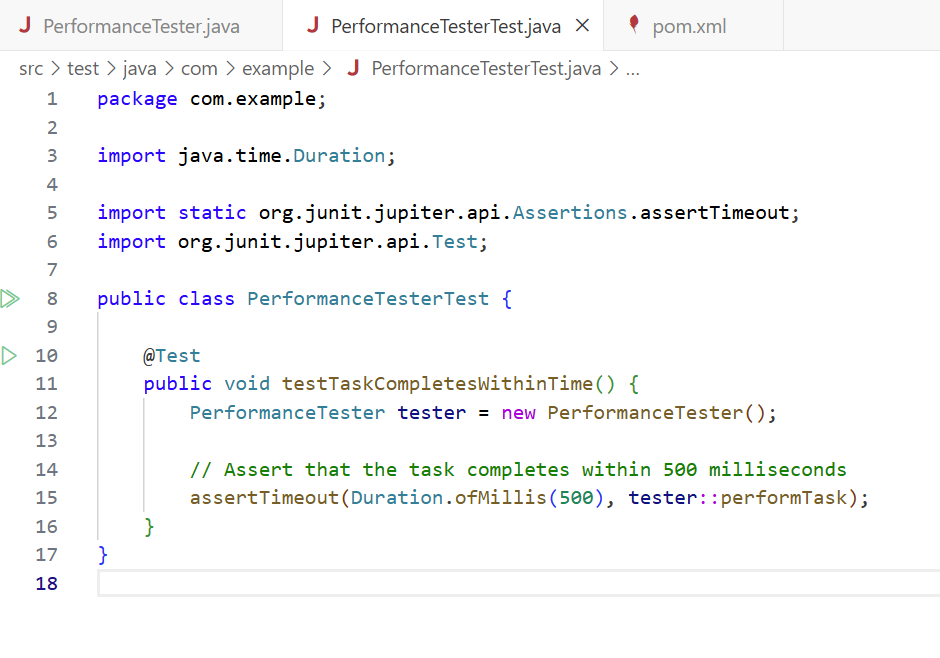 PerformanceTester.java PerformanceTesterTest.java pom.xml
src > test > java > com > example > PerformanceTesterTest.java > ...
1 package com.example;
2
3 import java.time.Duration;
4
5 import static org.junit.jupiter.api.Assertions.assertTimeout;
6 import org.junit.jupiter.api.Test;
7
8 public class PerformanceTesterTest {
9
10     @Test
11     public void testTaskCompletesWithinTime() {
12         PerformanceTester tester = new PerformanceTester();
13
14         // Assert that the task completes within 500 milliseconds
15         assertTimeout(Duration.ofMillis(500), tester::performTask);
16     }
17 }
18